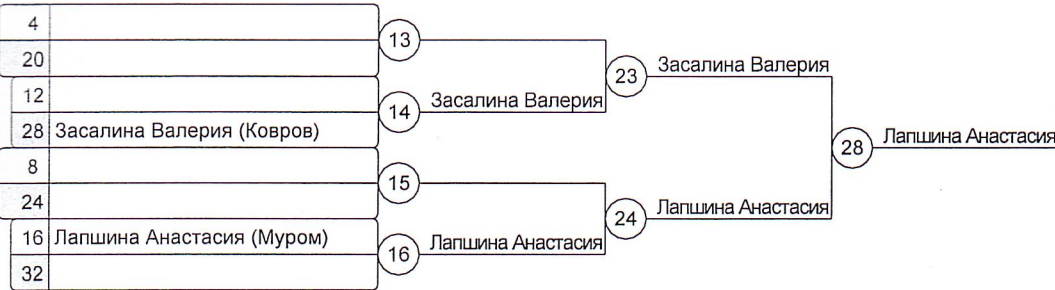 4
13
20
23 Засалина Валерия
12
14 Засалина Валерия
28 Засалина Валерия (Ковров)
28 Лапшина Анастасия
8
15
24
24 Лапшина Анастасия
16 Лапшина Анастасия (Муром)
16 Лапшина Анастасия
32